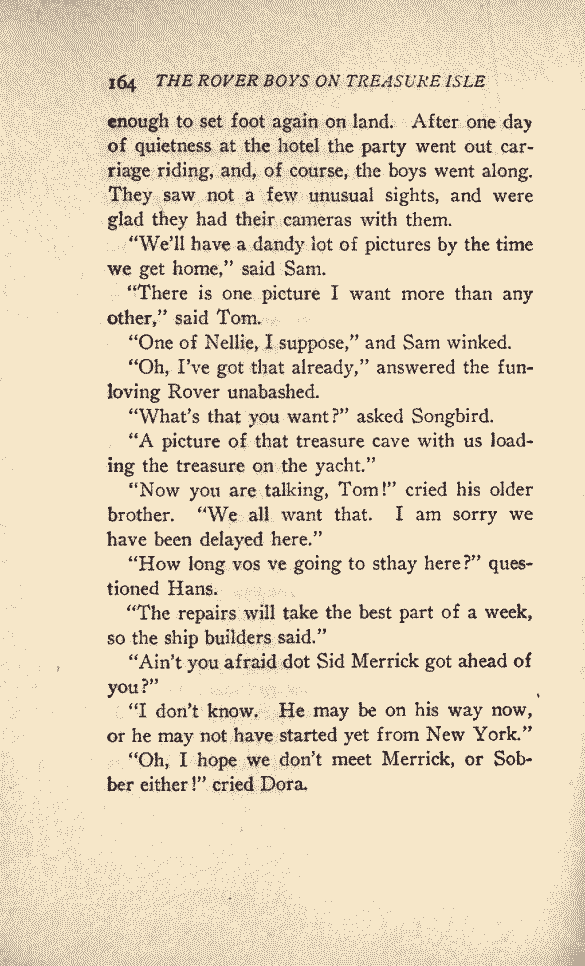 164 THE ROVER BOYS ON TREASURE ISLE
enough to set foot again on land. After one day
of quietness at the hotel the party went out car-
riage riding, and, of course, the boys went along.
They saw not a few unusual sights, and were
glad they had their cameras with them.
“We’ll have a dandy lot of pictures by the time
we get home,” said Sam.
“There is one picture I want more than any
other,” said Tom.
“One of Nellie, I suppose,” and Sam winked.
“Oh, I’ve got that already,” answered the fun-
loving Rover unabashed.
“What’s that you want?” asked Songbird.
“A picture of that treasure cave with us load-
ing the treasure on the yacht.”
“Now you are talking, Tom!” cried his older
brother. “We all want that. I am sorry we
have been delayed here.”
“How long vos ve going to sthay here?” ques-
tioned Hans.
“The repairs will take the best part of a week,
so the ship builders said.”
“Ain’t you afraid dot Sid Merrick got ahead of
you?”
“I don’t know. He may be on his way now,
or he may not have started yet from New York.”
“Oh, I hope we don’t meet Merrick, or Sob-
ber either!” cried Dora.